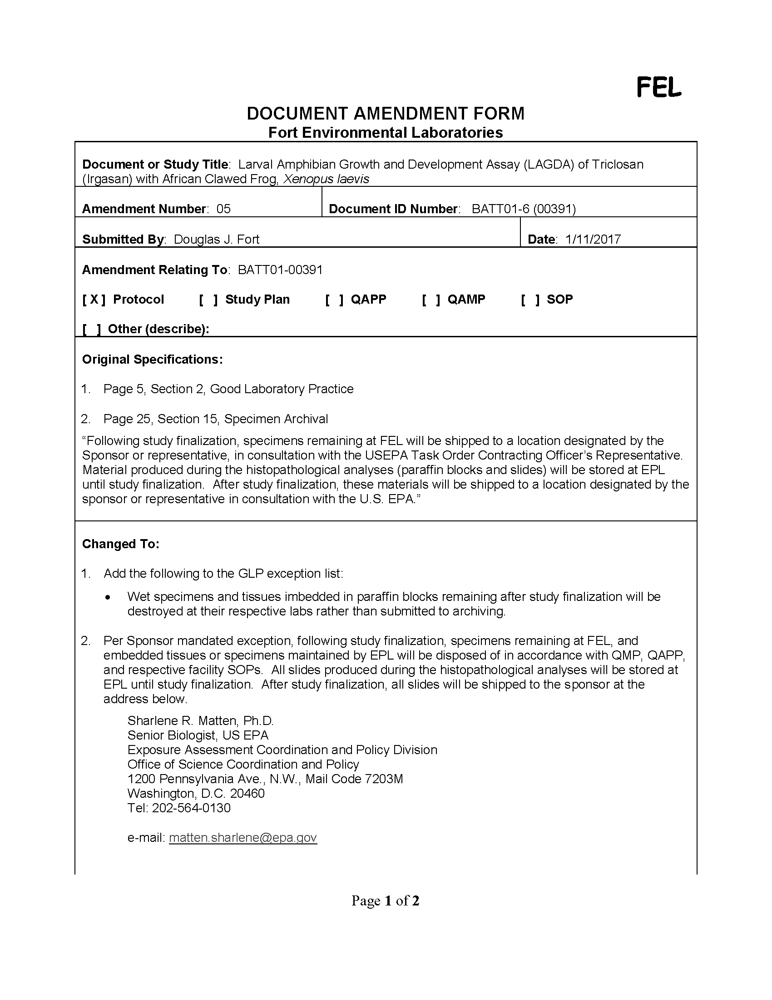 FEL
DOCUMENT AMENDMENT FORM
Fort Environmental Laboratories
Document or Study Title:  Larval Amphibian Growth and Development Assay (LAGDA) of Triclosan
(Irgasan) with African Clawed Frog, Xenopus laevis
Amendment Number:  05
Document ID Number:   BATT01-6 (00391)
Submitted By:  Douglas J. Fort
Date:  1/11/2017
Amendment Relating To:  BATT01-00391
[ X ]  Protocol    [  ]  Study Plan    [  ]  QAPP    [  ]  QAMP    [  ]  SOP
[  ]  Other (describe):
Original Specifications:
1.   Page 5, Section 2, Good Laboratory Practice
2.   Page 25, Section 15, Specimen Archival
“Following study finalization, specimens remaining at FEL will be shipped to a location designated by the
Sponsor or representative, in consultation with the USEPA Task Order Contracting Officer’s Representative.
Material produced during the histopathological analyses (paraffin blocks and slides) will be stored at EPL
until study finalization.  After study finalization, these materials will be shipped to a location designated by the
sponsor or representative in consultation with the U.S. EPA.”
Changed To:
1.   Add the following to the GLP exception list:
•   Wet specimens and tissues imbedded in paraffin blocks remaining after study finalization will be
destroyed at their respective labs rather than submitted to archiving.
2.   Per Sponsor mandated exception, following study finalization, specimens remaining at FEL, and
embedded tissues or specimens maintained by EPL will be disposed of in accordance with QMP, QAPP,
and respective facility SOPs.  All slides produced during the histopathological analyses will be stored at
EPL until study finalization.  After study finalization, all slides will be shipped to the sponsor at the
address below.
Sharlene R. Matten, Ph.D.
Senior Biologist, US EPA
Exposure Assessment Coordination and Policy Division
Office of Science Coordination and Policy
1200 Pennsylvania Ave., N.W., Mail Code 7203M
Washington, D.C. 20460
Tel: 202-564-0130
e-mail: matten.sharlene@epa.gov
Page 1 of 2